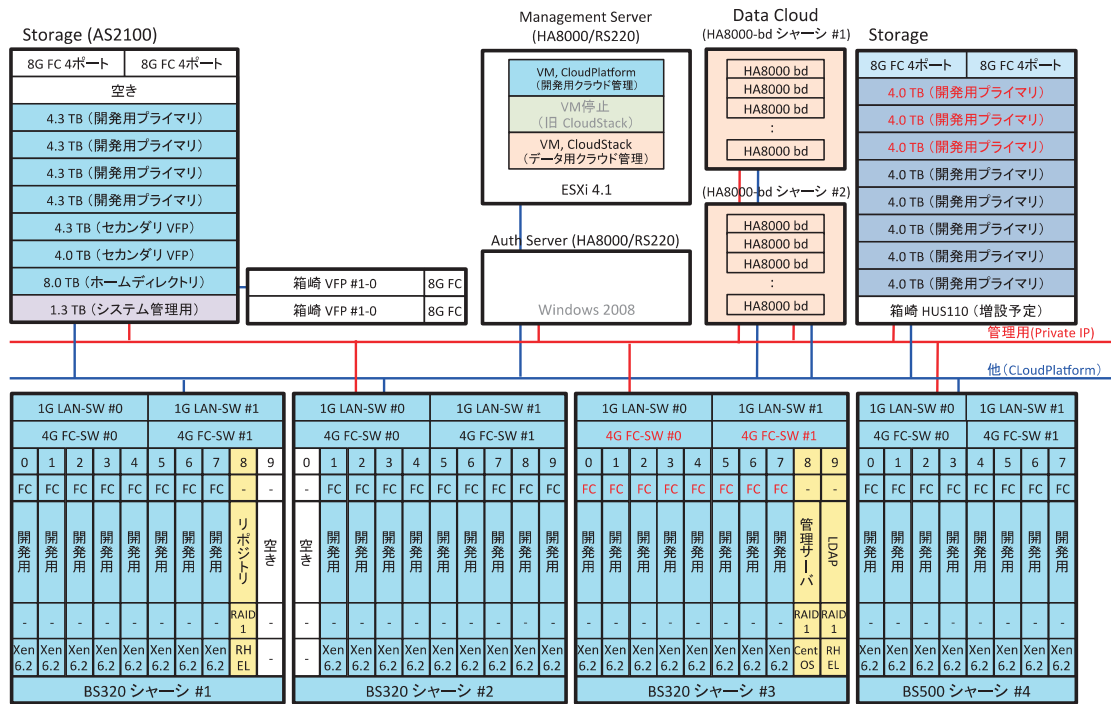 Storage (AS2100)
8G FC 4ポート 8G FC 4ポート
空き
4.3 TB (開発用プライマリ)
4.3 TB (開発用プライマリ)
4.3 TB (開発用プライマリ)
4.3 TB (開発用プライマリ)
4.3 TB (セカンダリ VFP)
4.0 TB (セカンダリ VFP)
8.0 TB (ホームディレクトリ)
1.3 TB (システム管理用)
箱崎 VFP #1-0 8G FC
箱崎 VFP #1-0 8G FC
Management Server
(HA8000/RS220)
VM, CloudPlatform
(開発用クラウド管理)
VM停止
(旧 CloudStack)
VM, CloudStack
(データ用クラウド管理)
ESXi 4.1
Auth Server (HA8000/RS220)
Windows 2008
Data Cloud
(HA8000-bd シャーシ #1)
HA8000 bd
HA8000 bd
HA8000 bd
:
HA8000 bd
(HA8000-bd シャーシ #2)
HA8000 bd
HA8000 bd
HA8000 bd
:
HA8000 bd
Storage
8G FC 4ポート 8G FC 4ポート
4.0 TB (開発用プライマリ)
4.0 TB (開発用プライマリ)
4.0 TB (開発用プライマリ)
4.0 TB (開発用プライマリ)
4.0 TB (開発用プライマリ)
4.0 TB (開発用プライマリ)
4.0 TB (開発用プライマリ)
4.0 TB (開発用プライマリ)
箱崎 HUS110 (増設予定)
管理用(Private IP)
他(CLoudPlatform)
1G LAN-SW #0 1G LAN-SW #1
4G FC-SW #0 4G FC-SW #1
0 1 2 3 4 5 6 7 8 9
FC FC FC FC FC FC FC FC - -
開発用 開発用 開発用 開発用 開発用 開発用 開発用 開発用 リポジトリ 空き
- - - - - - - - RAID 1 -
Xen 6.2 Xen 6.2 Xen 6.2 Xen 6.2 Xen 6.2 Xen 6.2 Xen 6.2 Xen 6.2 RH EL -
BS320 シャーシ #1
1G LAN-SW #0 1G LAN-SW #1
4G FC-SW #0 4G FC-SW #1
0 1 2 3 4 5 6 7 8 9
- FC FC FC FC FC FC FC FC FC
空き 開発用 開発用 開発用 開発用 開発用 開発用 開発用 開発用 開発用
- - - - - - - - - -
- Xen 6.2 Xen 6.2 Xen 6.2 Xen 6.2 Xen 6.2 Xen 6.2 Xen 6.2 Xen 6.2 Xen 6.2
BS320 シャーシ #2
1G LAN-SW #0 1G LAN-SW #1
4G FC-SW #0 4G FC-SW #1
0 1 2 3 4 5 6 7 8 9
FC FC FC FC FC FC FC FC - -
開発用 開発用 開発用 開発用 開発用 開発用 開発用 開発用 管理サーバ LDAP
- - - - - - - - RAID 1 RAID 1
Xen 6.2 Xen 6.2 Xen 6.2 Xen 6.2 Xen 6.2 Xen 6.2 Xen 6.2 Xen 6.2 Cent OS RH EL
BS320 シャーシ #3
1G LAN-SW #0 1G LAN-SW #1
4G FC-SW #0 4G FC-SW #1
0 1 2 3 4 5 6 7
FC FC FC FC FC FC FC FC
開発用 開発用 開発用 開発用 開発用 開発用 開発用 開発用
- - - - - - - -
Xen 6.2 Xen 6.2 Xen 6.2 Xen 6.2 Xen 6.2 Xen 6.2 Xen 6.2 Xen 6.2
BS500 シャーシ #4